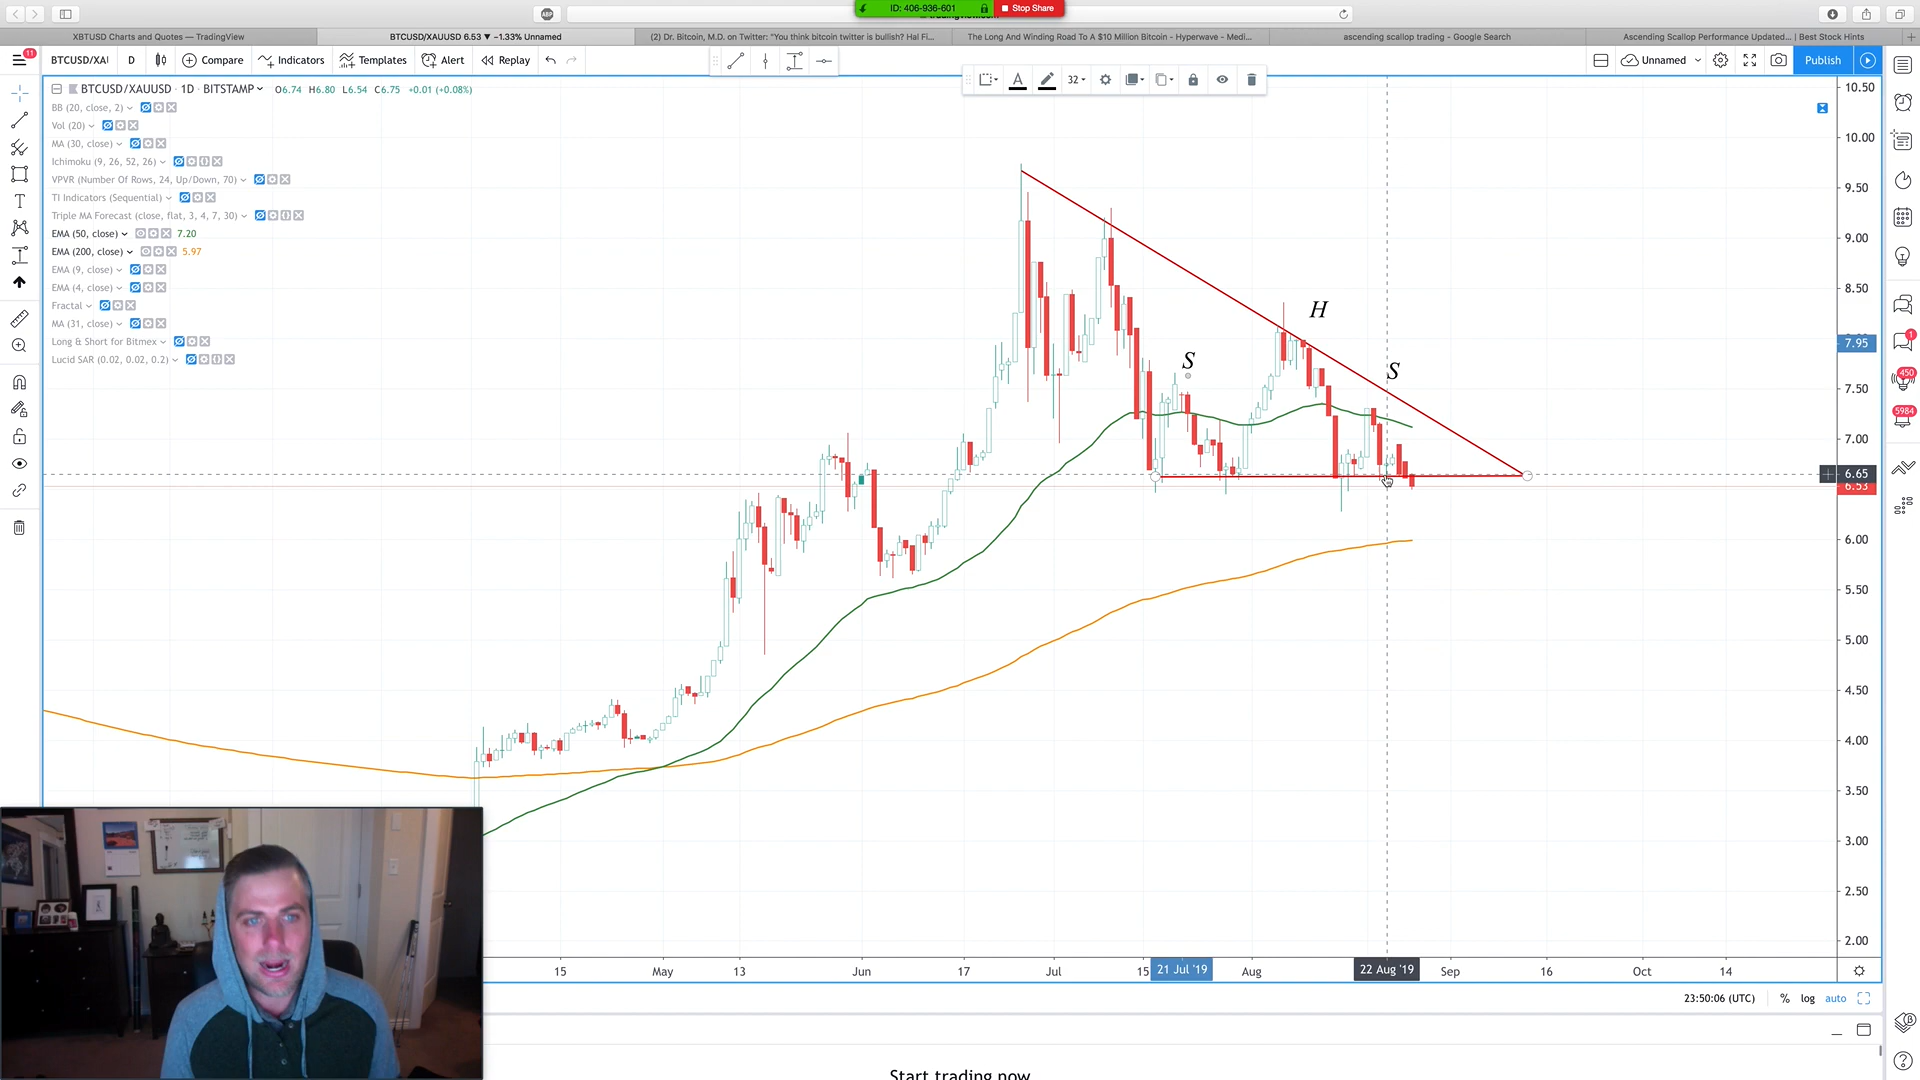 ID: 406-936-601 Stop Share
XBTUSD Charts and Quotes — TradingView
BTCUSD/XAUUSD 6.53 ▼ −1.33% Unnamed
(2) Dr. Bitcoin, M.D. on Twitter: "You think bitcoin twitter is bullish? Hal Fi...
The Long And Winding Road To A $10 Million Bitcoin - Hyperwave – Medi...
ascending scallop trading - Google Search
Ascending Scallop Performance Updated... | Best Stock Hints
11
BTCUSD/XAI
D
Compare
Indicators
Templates
Alert
Replay
Unnamed
Publish
32
BTCUSD/XAUUSD · 1D · BITSTAMP
O6.74 H6.80 L6.54 C6.75 +0.01 (+0.08%)
BB (20, close, 2)
Vol (20)
MA (30, close)
Ichimoku (9, 26, 52, 26)
VPVR (Number Of Rows, 24, Up/Down, 70)
TI Indicators (Sequential)
Triple MA Forecast (close, flat, 3, 4, 7, 30)
EMA (50, close) 7.20
EMA (200, close) 5.97
EMA (9, close)
EMA (4, close)
Fractal
MA (31, close)
Long & Short for Bitmex
Lucid SAR (0.02, 0.02, 0.2)
S
H
S
10.50
10.00
9.50
9.00
8.50
7.95
7.50
7.00
6.65
6.53
6.00
5.50
5.00
4.50
4.00
3.50
3.00
2.50
2.00
1
450
5984
15
May
13
Jun
17
Jul
15
21 Jul '19
Aug
22 Aug '19
Sep
16
Oct
14
23:50:06 (UTC)
%
log
auto
Start trading now